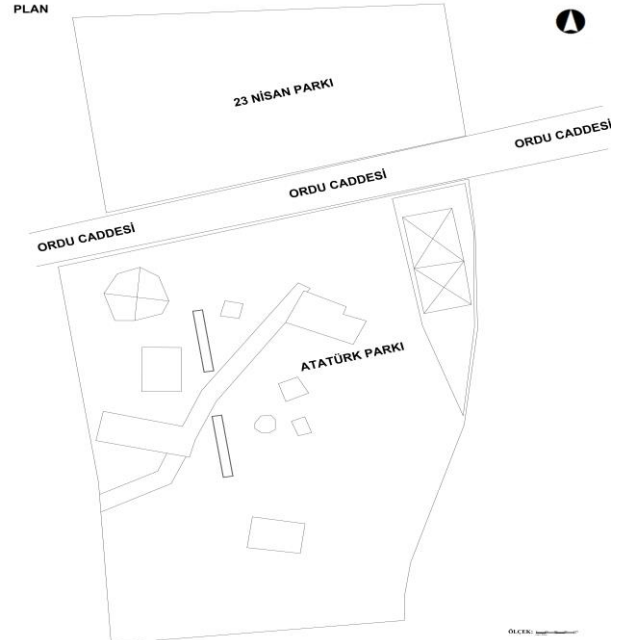 PLAN
23 NİSAN PARKI
ORDU CADDESİ
ORDU CADDESİ
ORDU CADDESİ
ATATÜRK PARKI
ÖLÇEK: